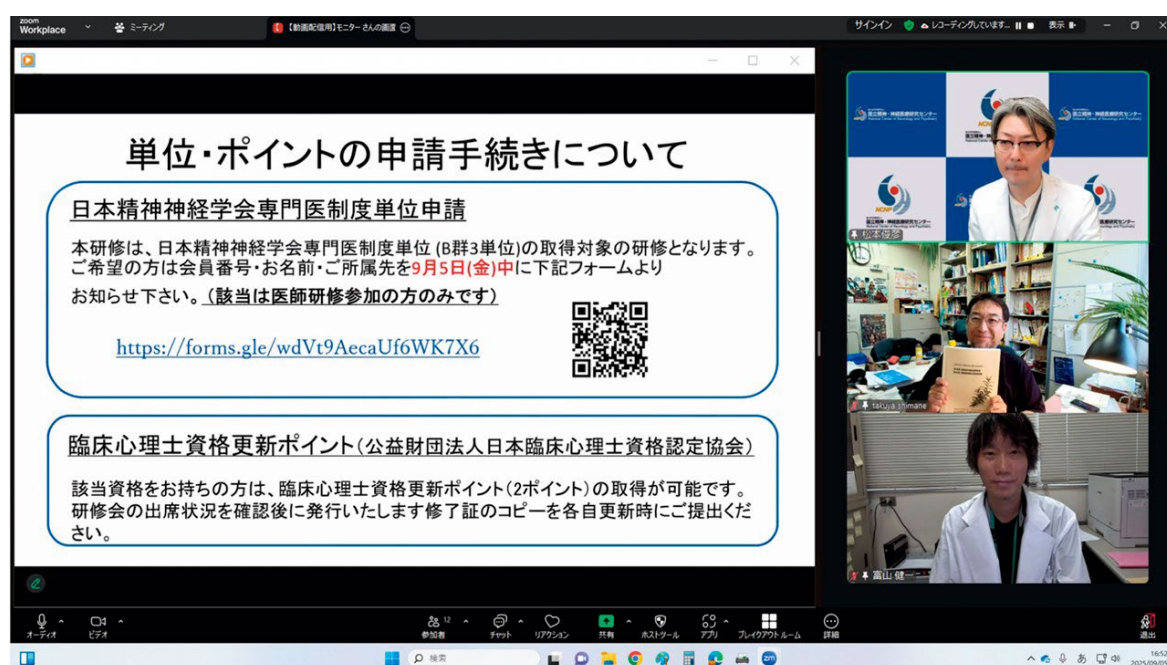 zoom
Workplace
ミーティング
【動画配信用】モニター さんの画面
サインイン
レコーディングしています...
表示
単位・ポイントの申請手続きについて
日本精神神経学会専門医制度単位申請
本研修は、日本精神神経学会専門医制度単位 (B群3単位)の取得対象の研修となります。
ご希望の方は会員番号・お名前・ご所属先を9月5日(金)中に下記フォームより
お知らせ下さい。(該当は医師研修参加の方のみです)
https://forms.gle/wdVt9AecaUf6WK7X6
臨床心理士資格更新ポイント(公益財団法人日本臨床心理士資格認定協会)
該当資格をお持ちの方は、臨床心理士資格更新ポイント(2ポイント)の取得が可能です。
研修会の出席状況を確認後に発行いたします修了証のコピーを各自更新時にご提出くだ
さい。
国立精神・神経医療研究センター
National Center of Neurology and Psychiatry
NCNP
takuya shimane
富山 健一
オーディオ
ビデオ
12
参加者
チャット
リアクション
共有
ホストツール
アプリ
ブレイクアウトルーム
詳細
退出
検索
あ
16:52